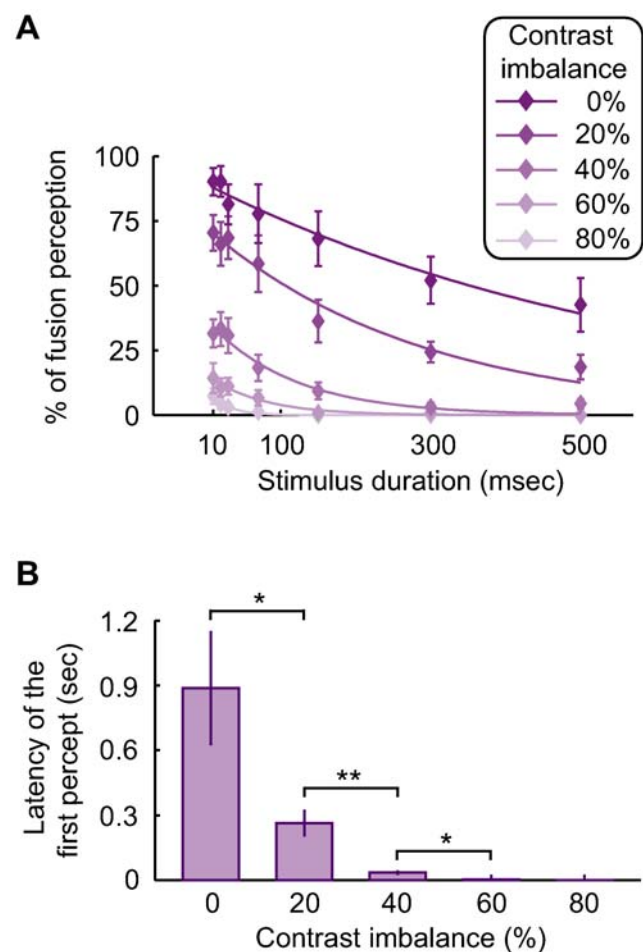 A
Contrast
imbalance
0%
20%
40%
60%
80%
100
75
50
25
0
% of fusion perception
10 100 300 500
Stimulus duration (msec)
B
*
**
*
1.2
0.9
0.6
0.3
0
Latency of the
first percept (sec)
0 20 40 60 80
Contrast imbalance (%)